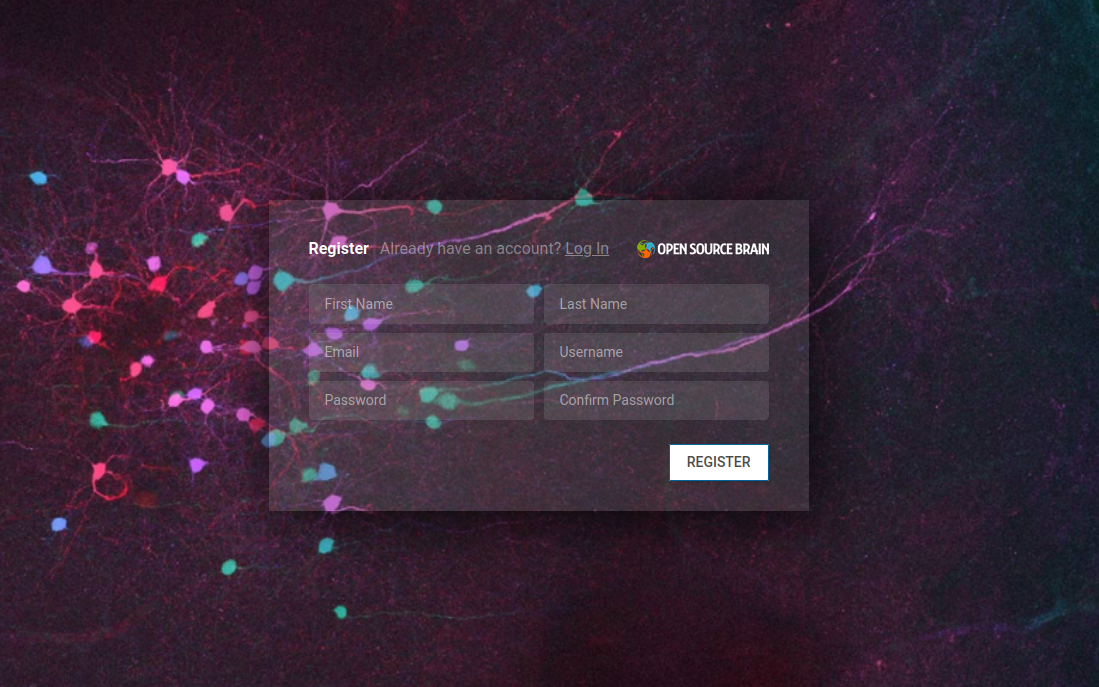 Register Already have an account? Log In OPEN SOURCE BRAIN
First Name Last Name
Email Username
Password Confirm Password
REGISTER